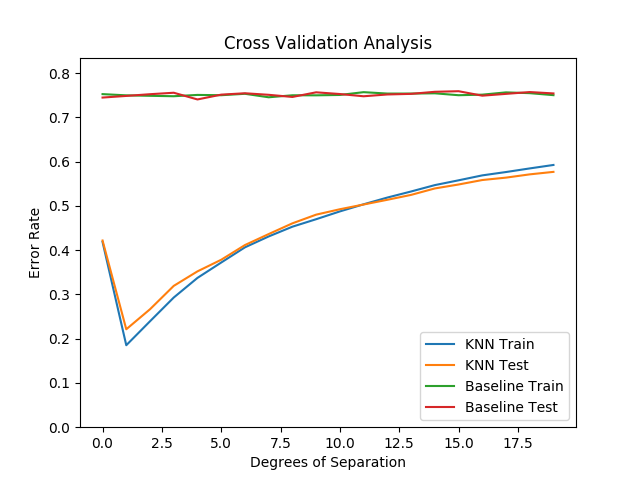 Cross Validation Analysis
Error Rate
0.8
0.7
0.6
0.5
0.4
0.3
0.2
0.1
0.0
KNN Train
KNN Test
Baseline Train
Baseline Test
0.0 2.5 5.0 7.5 10.0 12.5 15.0 17.5
Degrees of Separation